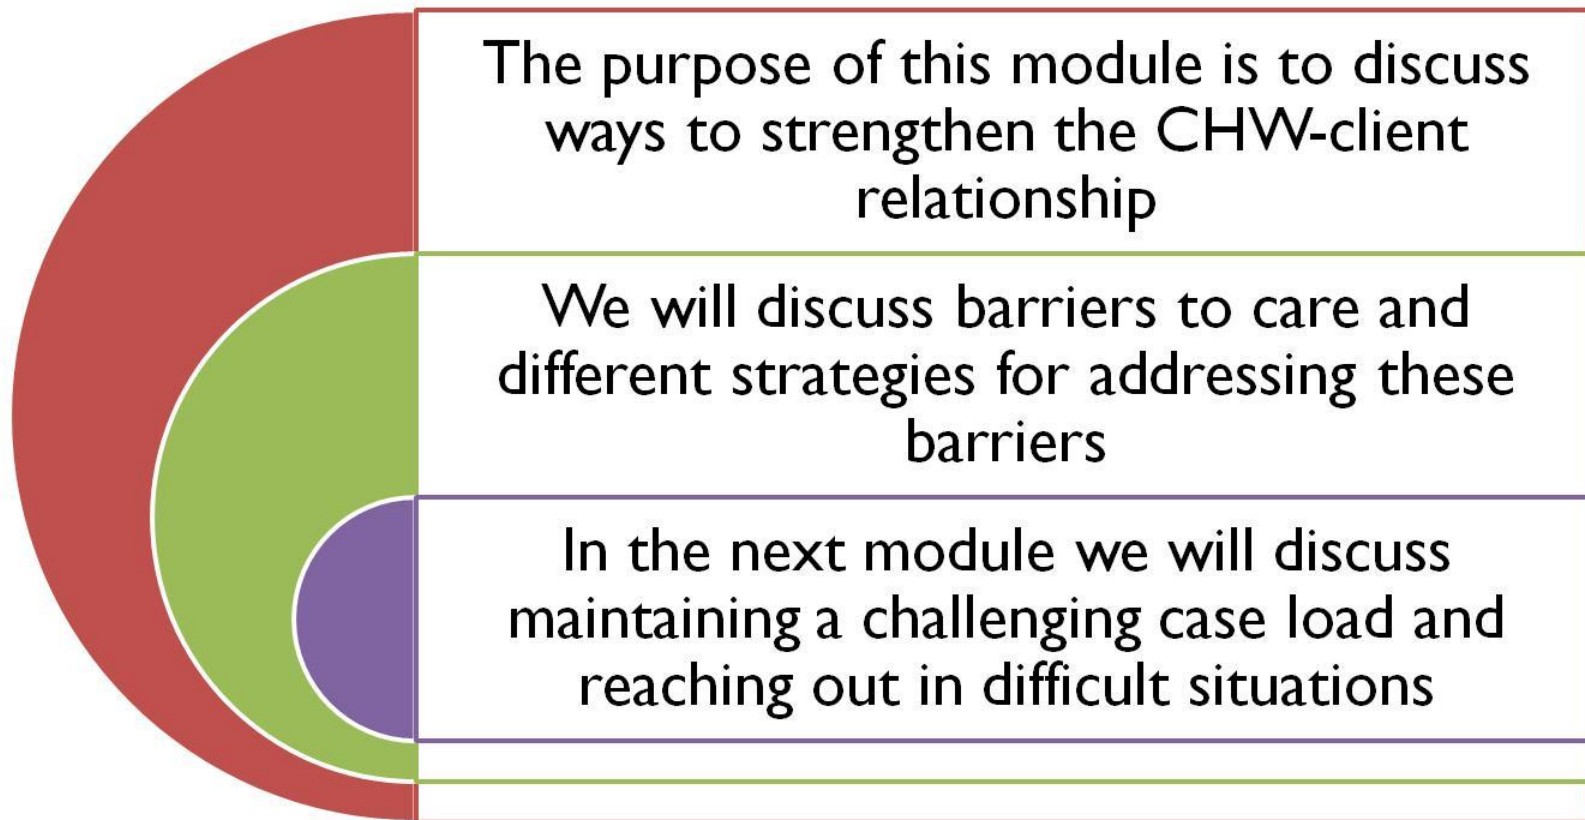 The purpose of this module is to discuss
ways to strengthen the CHW-client
relationship
We will discuss barriers to care and
different strategies for addressing these
barriers
In the next module we will discuss
maintaining a challenging case load and
reaching out in difficult situations